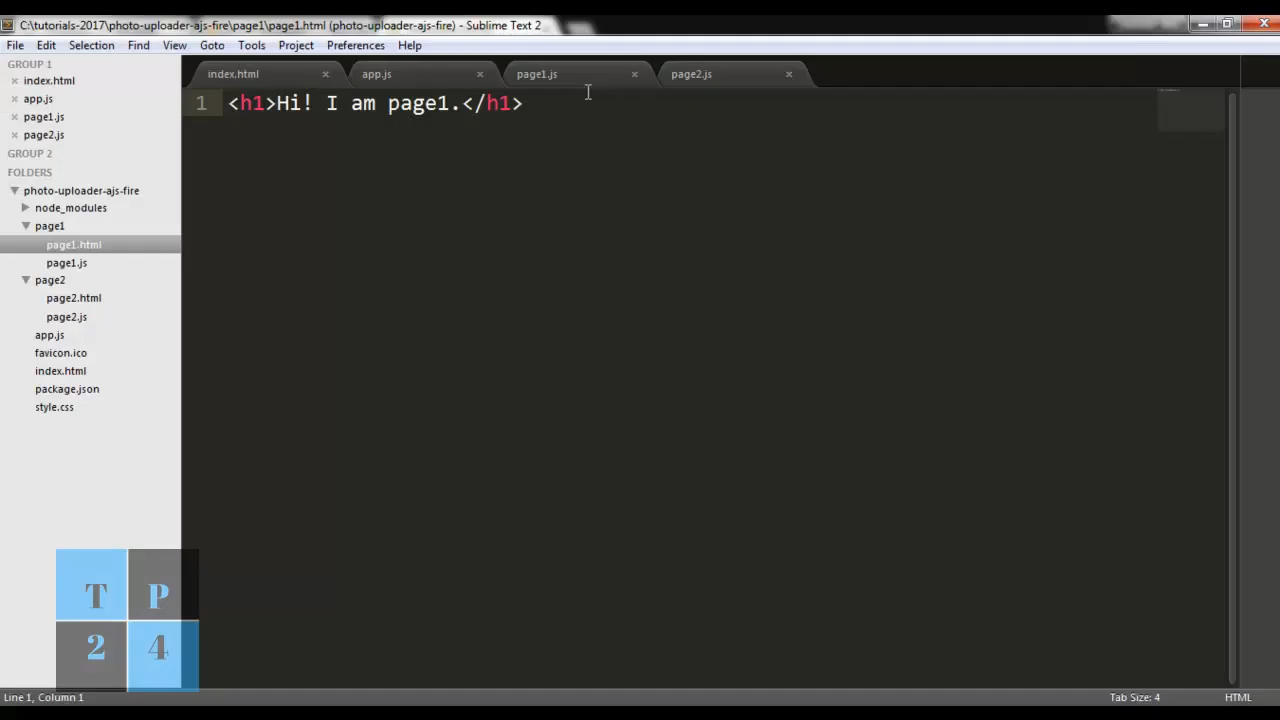 C:\tutorials-2017\photo-uploader-ajs-fire\page1\page1.html (photo-uploader-ajs-fire) - Sublime Text 2
File Edit Selection Find View Goto Tools Project Preferences Help
GROUP 1
index.html
app.js
page1.js
page2.js
GROUP 2
FOLDERS
photo-uploader-ajs-fire
node_modules
page1
page1.html
page1.js
page2
page2.html
page2.js
app.js
favicon.ico
index.html
package.json
style.css
index.html app.js page1.js page2.js
1 <h1>Hi! I am page1.</h1>
T P
2 4
Line 1, Column 1 Tab Size: 4 HTML